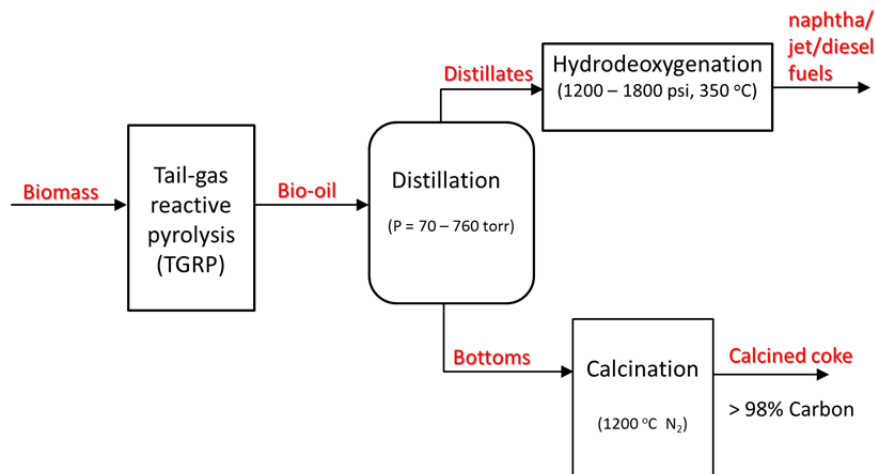 Biomass
Tail-gas
reactive
pyrolysis
(TGRP)
Bio-oil
Distillation
(P = 70 – 760 torr)
Distillates
Hydrodeoxygenation
(1200 – 1800 psi, 350 °C)
naphtha/
jet/diesel
fuels
Bottoms
Calcination
(1200 °C N₂)
Calcined coke
> 98% Carbon